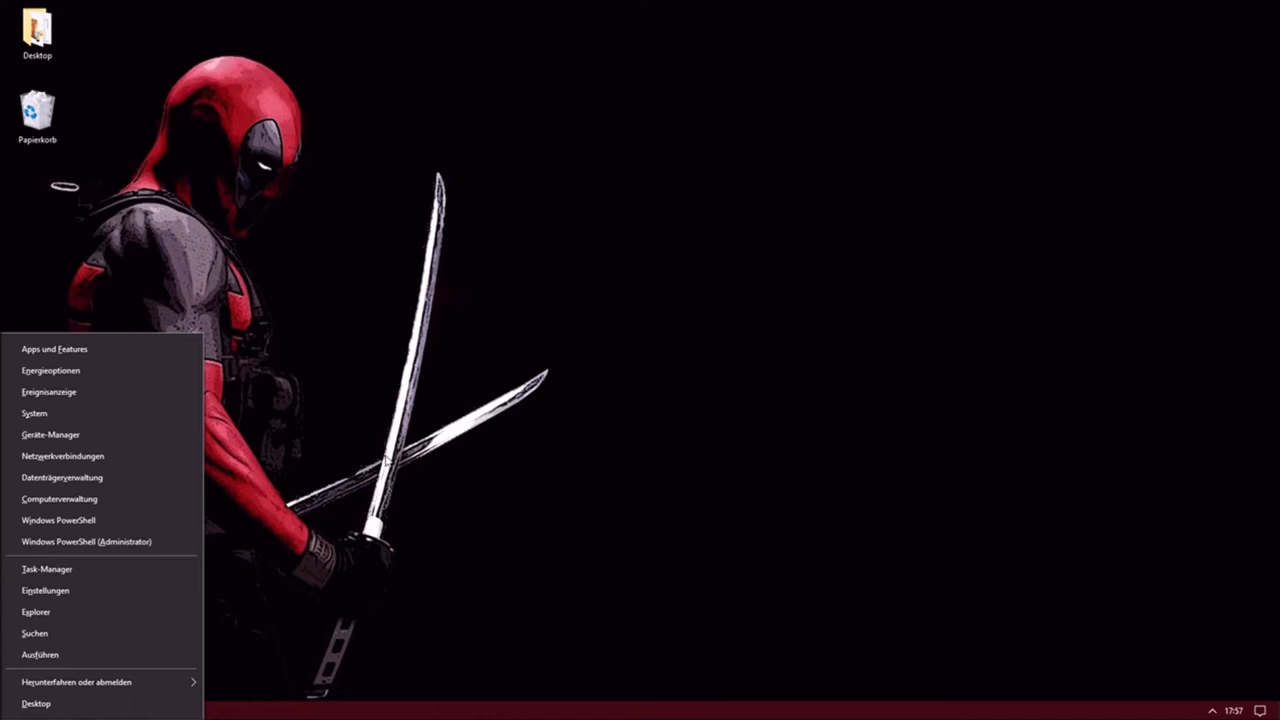 Desktop
Papierkorb
Apps und Features
Energieoptionen
Ereignisanzeige
System
Geräte-Manager
Netzwerkverbindungen
Datenträgerverwaltung
Computerverwaltung
Windows PowerShell
Windows PowerShell (Administrator)
Task-Manager
Einstellungen
Explorer
Suchen
Ausführen
Herunterfahren oder abmelden
Desktop
17:57